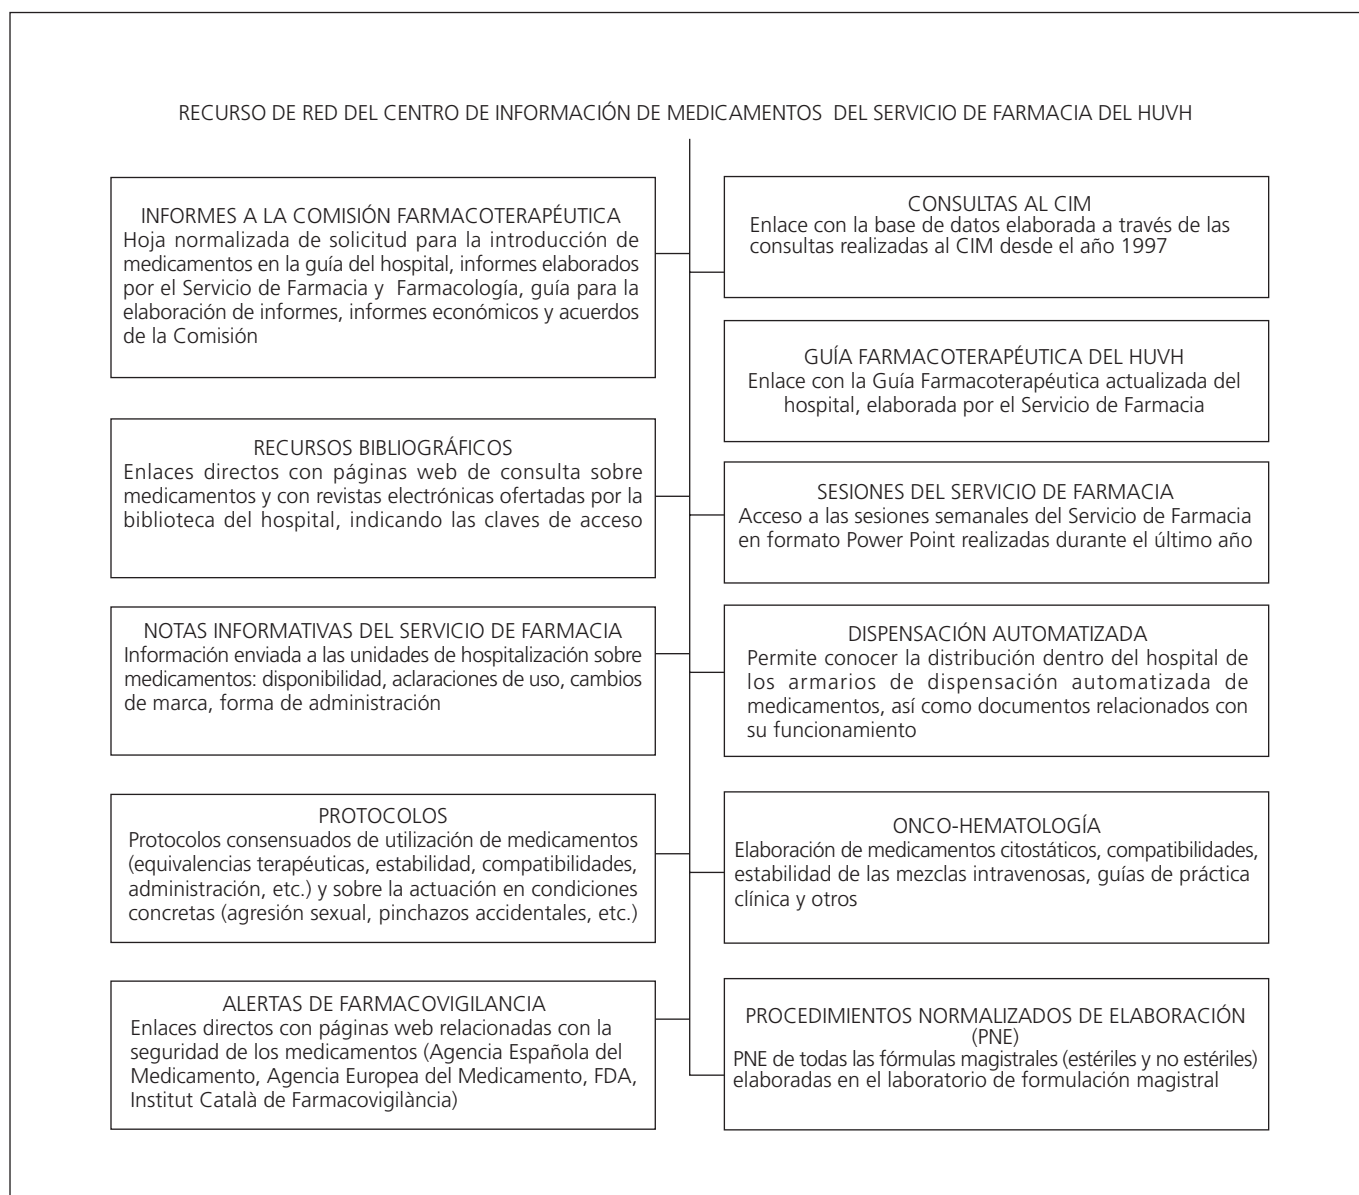 RECURSO DE RED DEL CENTRO DE INFORMACIÓN DE MEDICAMENTOS DEL SERVICIO DE FARMACIA DEL HUVH
INFORMES A LA COMISIÓN FARMACOTERAPÉUTICA
Hoja normalizada de solicitud para la introducción de
medicamentos en la guía del hospital, informes elaborados
por el Servicio de Farmacia y Farmacología, guía para la
elaboración de informes, informes económicos y acuerdos
de la Comisión
RECURSOS BIBLIOGRÁFICOS
Enlaces directos con páginas web de consulta sobre
medicamentos y con revistas electrónicas ofertadas por la
biblioteca del hospital, indicando las claves de acceso
NOTAS INFORMATIVAS DEL SERVICIO DE FARMACIA
Información enviada a las unidades de hospitalización sobre
medicamentos: disponibilidad, aclaraciones de uso, cambios
de marca, forma de administración
PROTOCOLOS
Protocolos consensuados de utilización de medicamentos
(equivalencias terapéuticas, estabilidad, compatibilidades,
administración, etc.) y sobre la actuación en condiciones
concretas (agresión sexual, pinchazos accidentales, etc.)
ALERTAS DE FARMACOVIGILANCIA
Enlaces directos con páginas web relacionadas con la
seguridad de los medicamentos (Agencia Española del
Medicamento, Agencia Europea del Medicamento, FDA,
Institut Català de Farmacovigilància)
CONSULTAS AL CIM
Enlace con la base de datos elaborada a través de las
consultas realizadas al CIM desde el año 1997
GUÍA FARMACOTERAPÉUTICA DEL HUVH
Enlace con la Guía Farmacoterapéutica actualizada del
hospital, elaborada por el Servicio de Farmacia
SESIONES DEL SERVICIO DE FARMACIA
Acceso a las sesiones semanales del Servicio de Farmacia
en formato Power Point realizadas durante el último año
DISPENSACIÓN AUTOMATIZADA
Permite conocer la distribución dentro del hospital de
los armarios de dispensación automatizada de
medicamentos, así como documentos relacionados con
su funcionamiento
ONCO-HEMATOLOGÍA
Elaboración de medicamentos citostáticos, compatibilidades,
estabilidad de las mezclas intravenosas, guías de práctica
clínica y otros
PROCEDIMIENTOS NORMALIZADOS DE ELABORACIÓN
(PNE)
PNE de todas las fórmulas magistrales (estériles y no estériles)
elaboradas en el laboratorio de formulación magistral